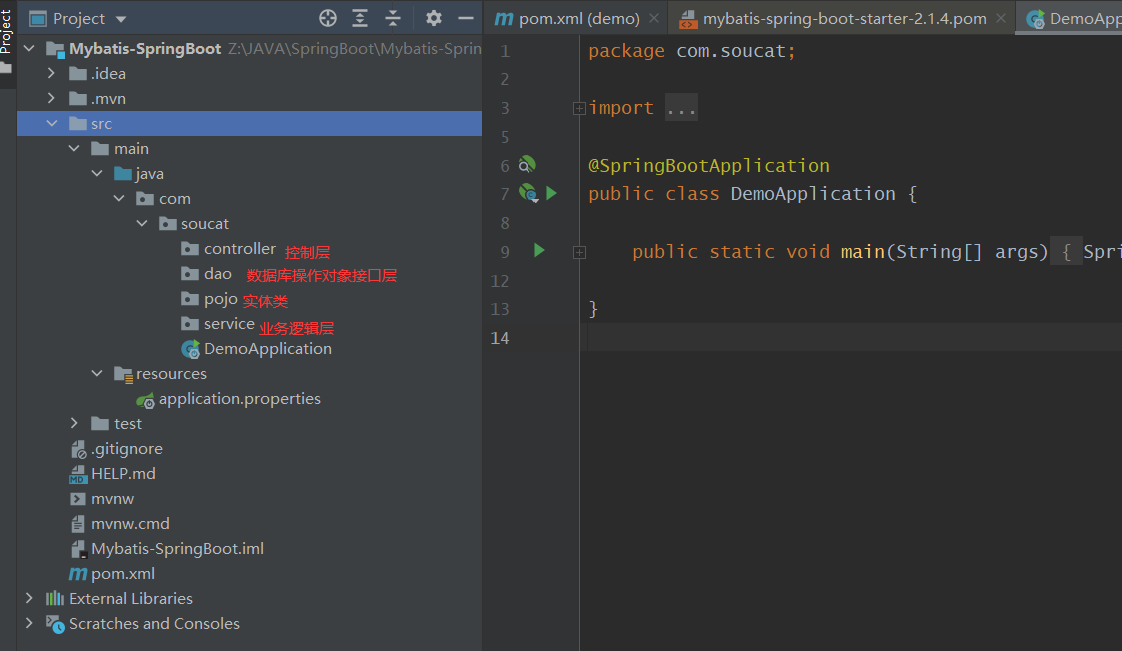 Project
Project
Mybatis-SpringBoot Z:\JAVA\SpringBoot\Mybatis-Sprin
.idea
.mvn
src
main
java
com
soucat
controller 控制层
dao 数据库操作对象接口层
pojo 实体类
service 业务逻辑层
DemoApplication
resources
application.properties
test
.gitignore
HELP.md
mvnw
mvnw.cmd
Mybatis-SpringBoot.iml
pom.xml
External Libraries
Scratches and Consoles
pom.xml (demo) mybatis-spring-boot-starter-2.1.4.pom DemoApp
1 package com.soucat;
2
3 import ...
5
6 @SpringBootApplication
7 public class DemoApplication {
8
9 public static void main(String[] args) { Spri
12
13 }
14